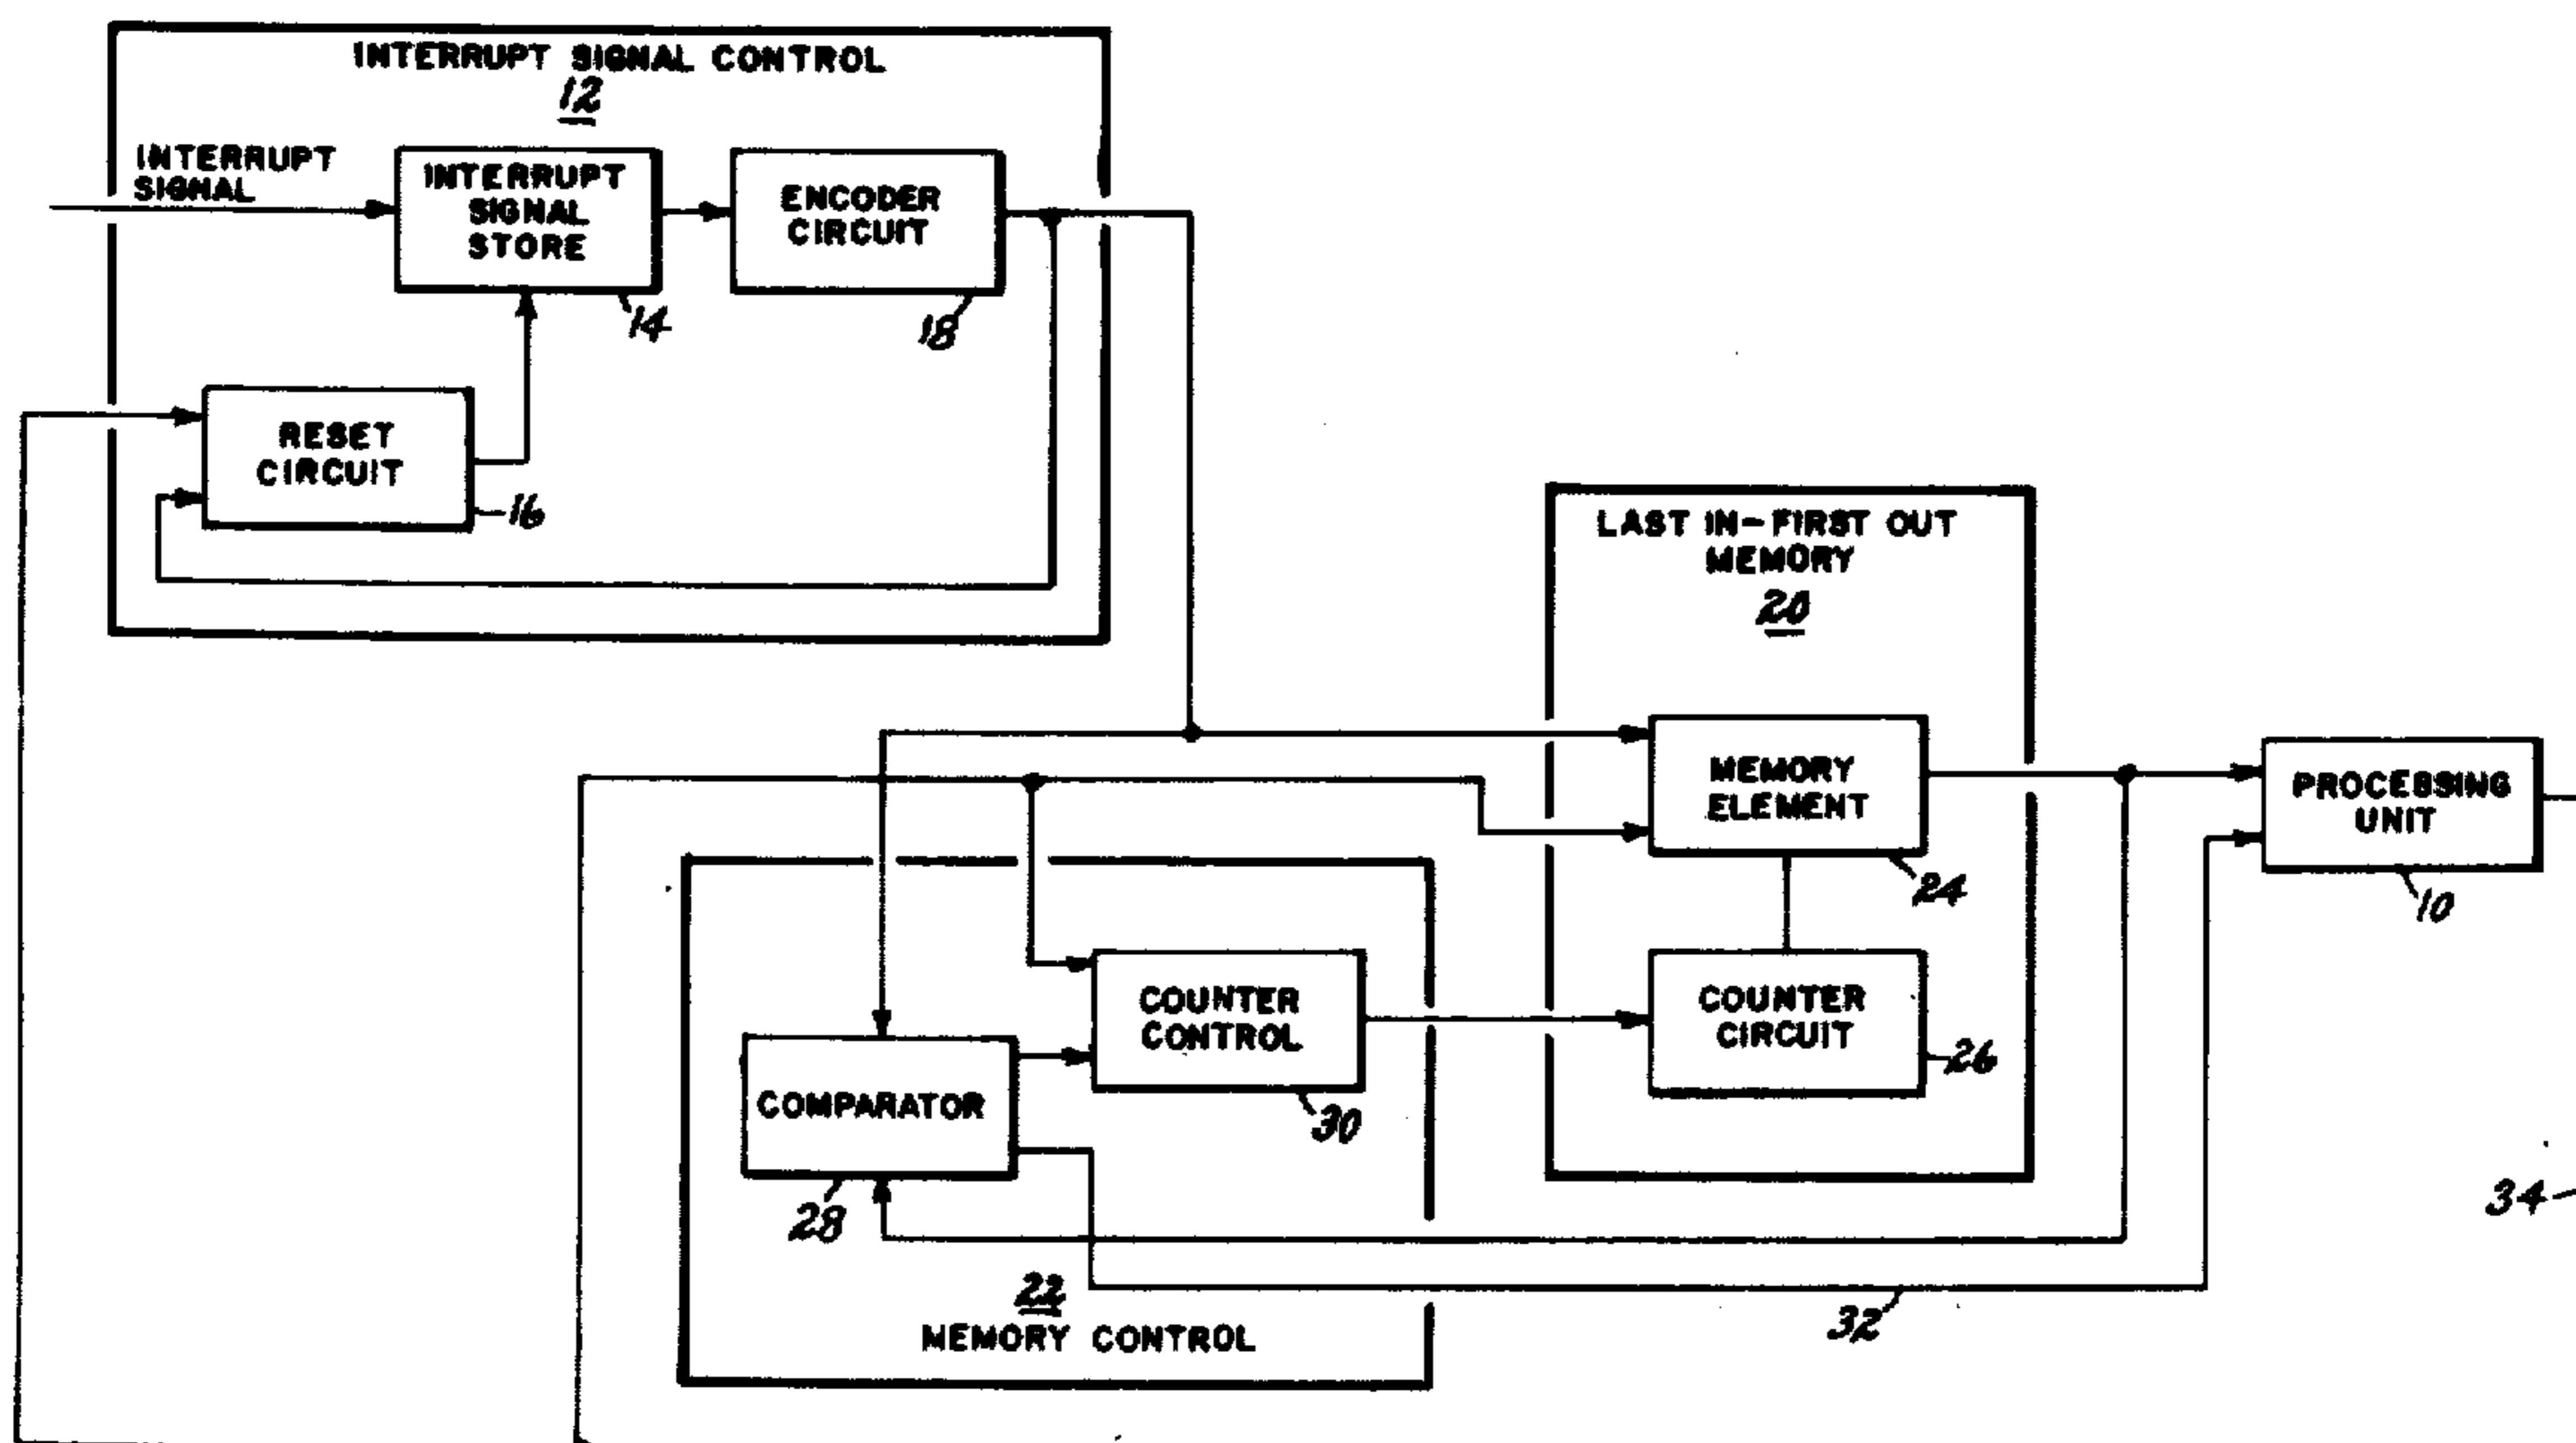 INTERRUPT SIGNAL CONTROL
12
INTERRUPT
SIGNAL
INTERRUPT
SIGNAL
STORE
14
ENCODER
CIRCUIT
18
RESET
CIRCUIT
16
LAST IN-FIRST OUT
MEMORY
20
MEMORY
ELEMENT
24
PROCESSING
UNIT
10
COUNTER
CONTROL
30
COUNTER
CIRCUIT
26
COMPARATOR
28
34
22
MEMORY CONTROL
32